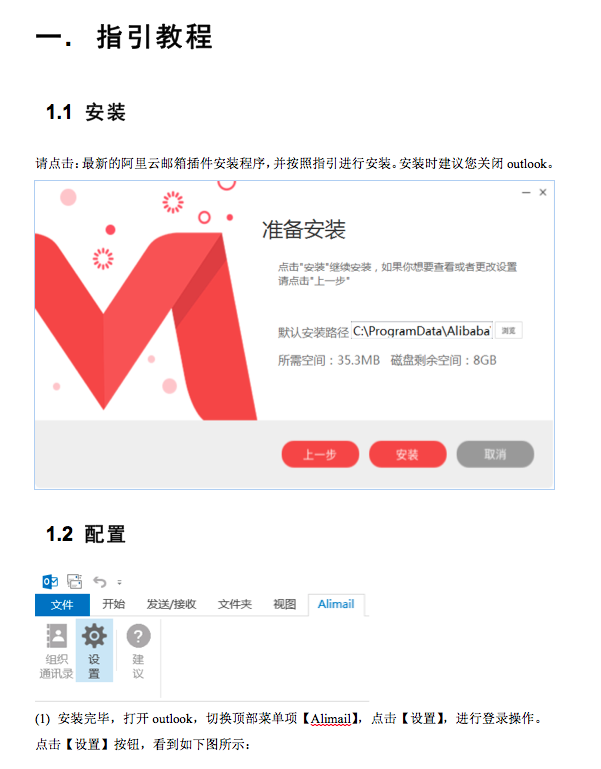 一． 指引教程
1.1 安装
请点击：最新的阿里云邮箱插件安装程序，并按照指引进行安装。安装时建议您关闭 outlook。
准备安装
点击"安装"继续安装，如果你想要查看或者更改设置
请点击"上一步"
默认安装路径 C:\ProgramData\Alibaba 浏览
所需空间：35.3MB 磁盘剩余空间：8GB
上一步 安装 取消
1.2 配置
文件 开始 发送/接收 文件夹 视图 Alimail
组织 设 建
通讯录 置 议
(1) 安装完毕，打开 outlook，切换顶部菜单项【Alimail】，点击【设置】，进行登录操作。
点击【设置】按钮，看到如下图所示：